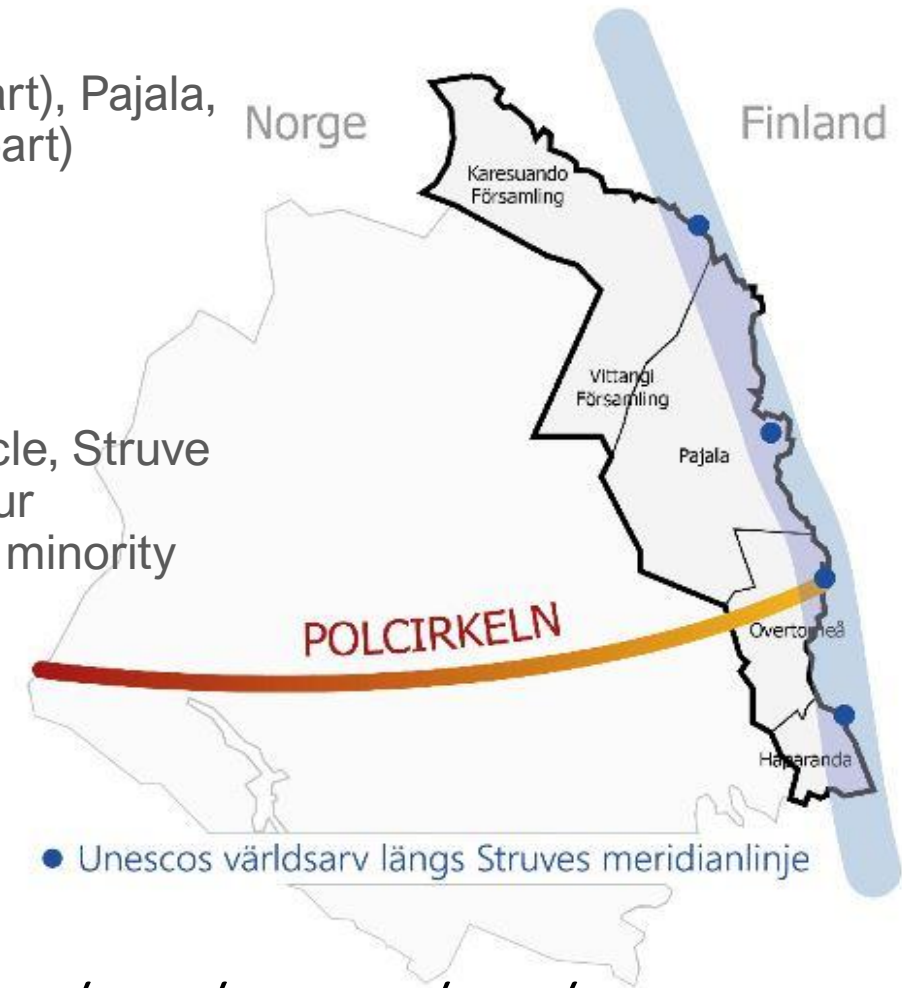 art), Pajala,
art)
Norge
Finland
Karesuando
Församling
Vittangi
Församling
Pajala
cle, Struve
ur
minority
POLCIRKELN
Övertorneå
Haparanda
• Unescos världsarv längs Struves meridianlinje